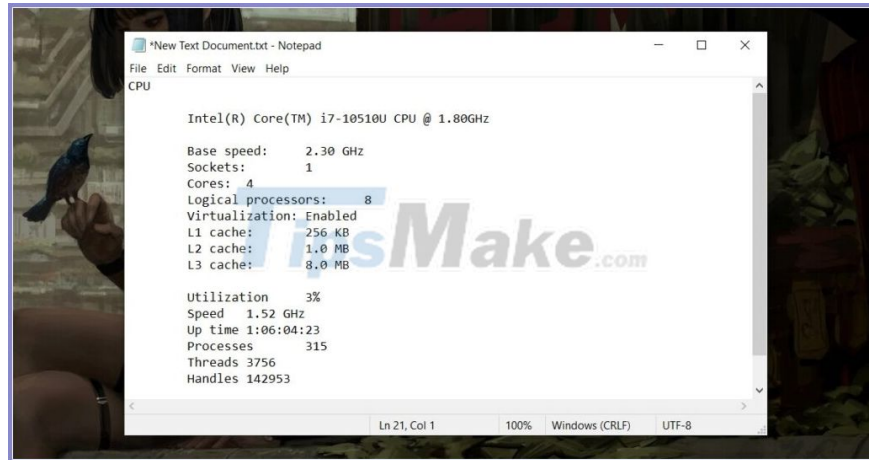 *New Text Document.txt - Notepad
File Edit Format View Help
CPU
Intel(R) Core(TM) i7-10510U CPU @ 1.80GHz
Base speed: 2.30 GHz
Sockets: 1
Cores: 4
Logical processors: 8
Virtualization: Enabled
L1 cache: 256 KB
L2 cache: 1.0 MB
L3 cache: 8.0 MB
TipsMake.com
Utilization 3%
Speed 1.52 GHz
Up time 1:06:04:23
Processes 315
Threads 3756
Handles 142953
Ln 21, Col 1 100% Windows (CRLF) UTF-8